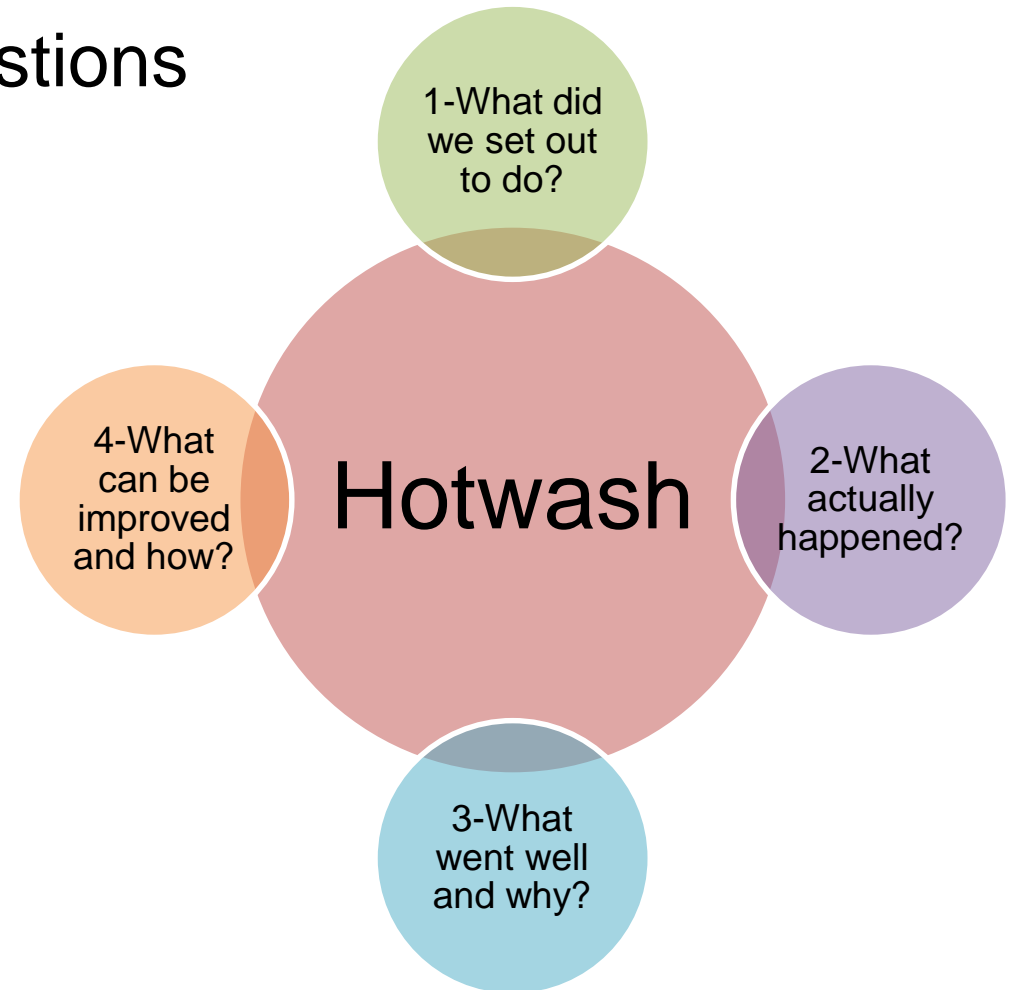 stions
1-What did
we set out
to do?
4-What
can be
improved
and how?
Hotwash
2-What
actually
happened?
3-What
went well
and why?